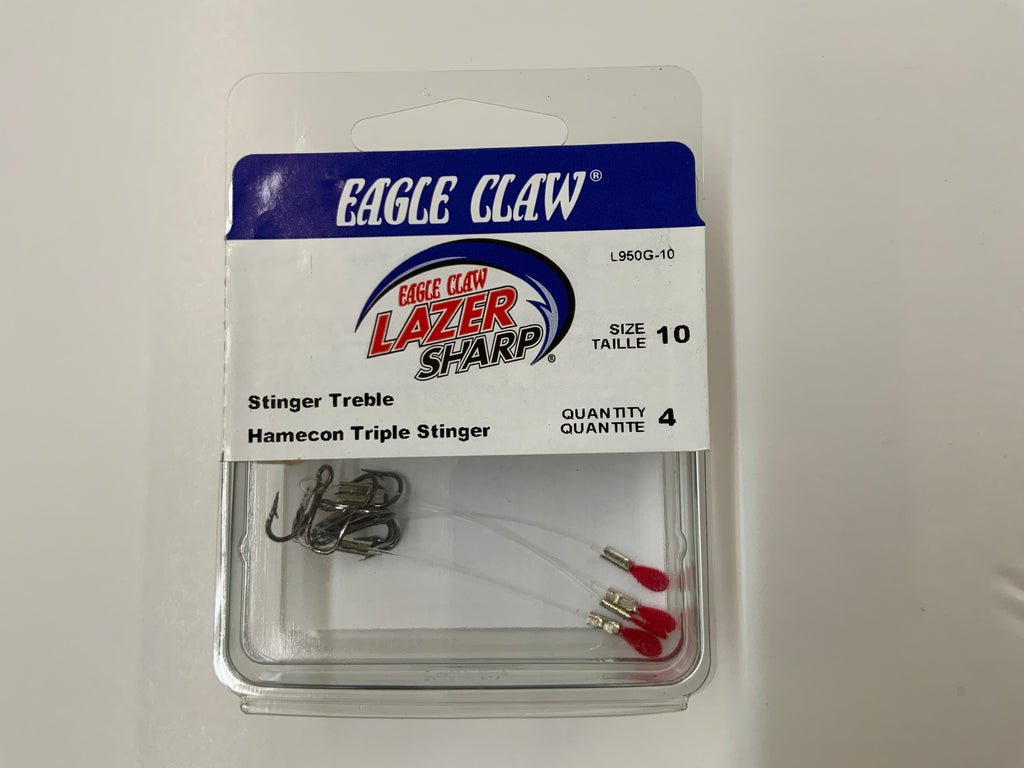 EAGLE CLAW®
L950G-10
EAGLE CLAW
LAZER
SHARP®
SIZE
TAILLE 10
Stinger Treble
Hamecon Triple Stinger
QUANTITY
QUANTITE 4